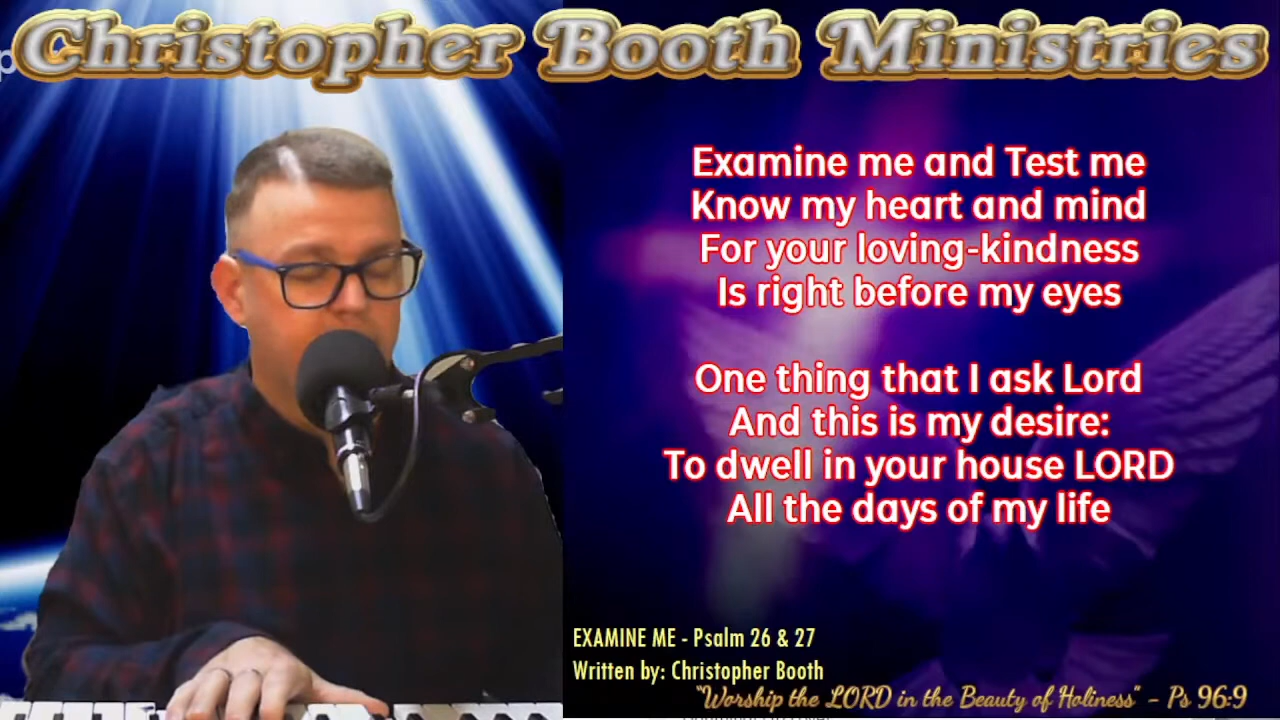 Christopher Booth Ministries
Examine me and Test me
Know my heart and mind
For your loving-kindness
Is right before my eyes
One thing that I ask Lord
And this is my desire:
To dwell in your house LORD
All the days of my life
EXAMINE ME - Psalm 26 & 27
Written by: Christopher Booth
"Worship the LORD in the Beauty of Holiness" - Ps 96:9